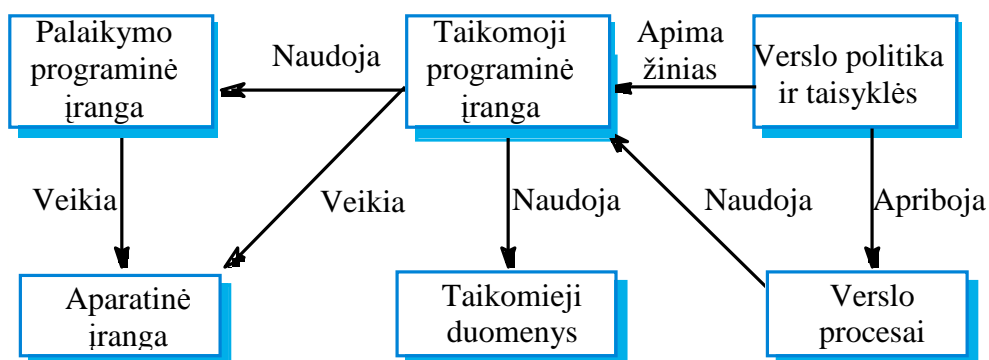 Palaikymo
programinė
įranga
Naudoja
Taikomoji
programinė
įranga
Apima
žinias
Verslo politika
ir taisyklės
Veikia
Veikia
Naudoja
Naudoja
Apriboja
Aparatinė
įranga
Taikomieji
duomenys
Verslo
procesai